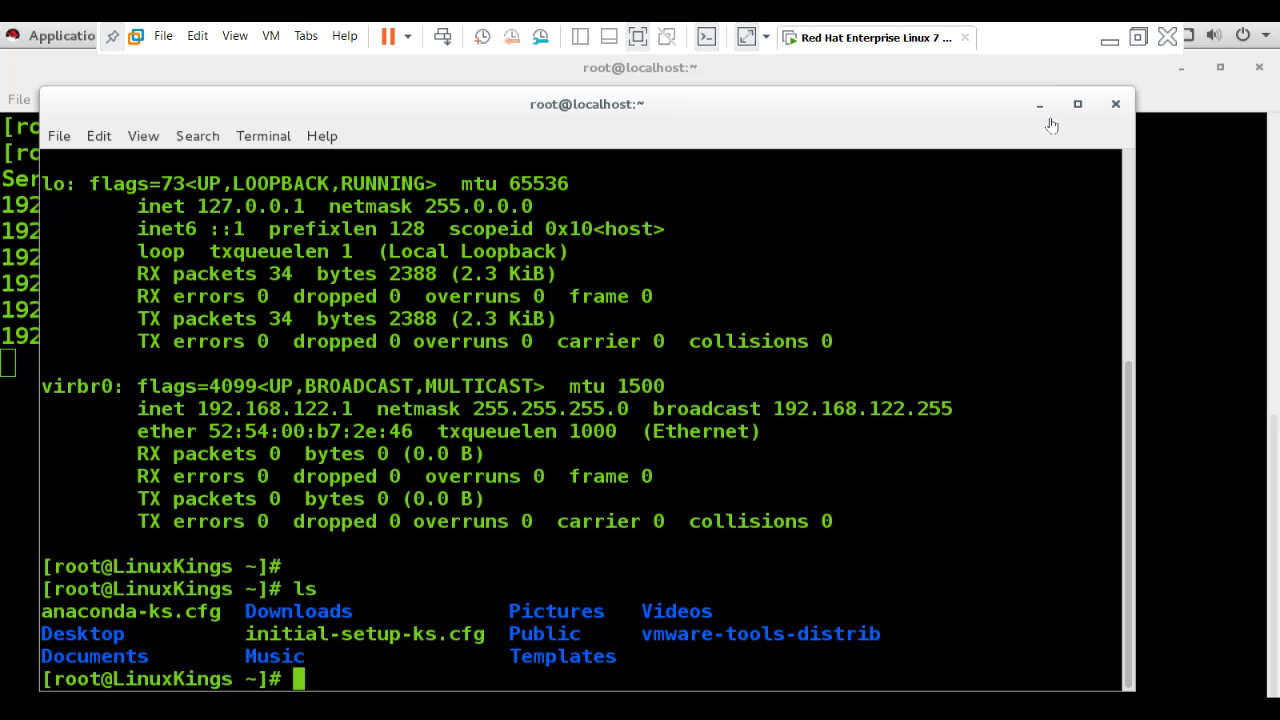 Applicatio File Edit View VM Tabs Help Red Hat Enterprise Linux 7 ...
root@localhost:~
File
root@localhost:~
File Edit View Search Terminal Help
[ro
[ro
Ser
192
192
192
192
192
192
lo: flags=73<UP,LOOPBACK,RUNNING>  mtu 65536
        inet 127.0.0.1  netmask 255.0.0.0
        inet6 ::1  prefixlen 128  scopeid 0x10<host>
        loop  txqueuelen 1  (Local Loopback)
        RX packets 34  bytes 2388 (2.3 KiB)
        RX errors 0  dropped 0  overruns 0  frame 0
        TX packets 34  bytes 2388 (2.3 KiB)
        TX errors 0  dropped 0 overruns 0  carrier 0  collisions 0
virbr0: flags=4099<UP,BROADCAST,MULTICAST>  mtu 1500
        inet 192.168.122.1  netmask 255.255.255.0  broadcast 192.168.122.255
        ether 52:54:00:b7:2e:46  txqueuelen 1000  (Ethernet)
        RX packets 0  bytes 0 (0.0 B)
        RX errors 0  dropped 0  overruns 0  frame 0
        TX packets 0  bytes 0 (0.0 B)
        TX errors 0  dropped 0 overruns 0  carrier 0  collisions 0
[root@LinuxKings ~]#
[root@LinuxKings ~]# ls
anaconda-ks.cfg  Downloads             Pictures   Videos
Desktop          initial-setup-ks.cfg  Public     vmware-tools-distrib
Documents        Music                 Templates
[root@LinuxKings ~]#